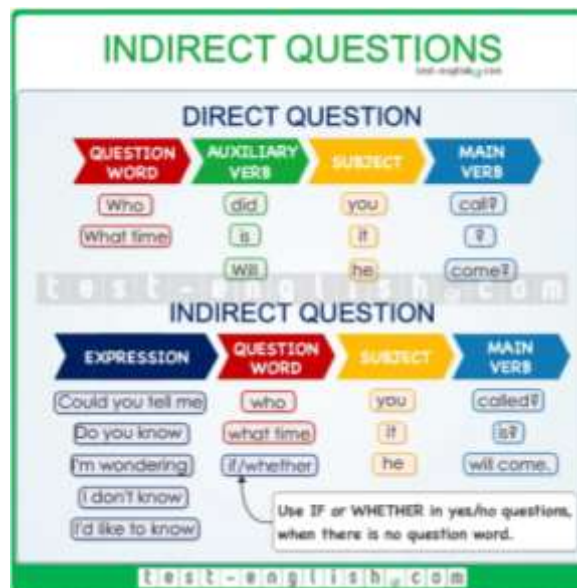 INDIRECT QUESTIONS
test-english.com
DIRECT QUESTION
QUESTION WORD AUXILIARY VERB SUBJECT MAIN VERB
Who did you call?
What time is it ?
Will he come?
test-english.com
INDIRECT QUESTION
EXPRESSION QUESTION WORD SUBJECT MAIN VERB
Could you tell me who you called?
Do you know what time it is?
I'm wondering if/whether he will come.
I don't know
I'd like to know
Use IF or WHETHER in yes/no questions,
when there is no question word.
test-english.com